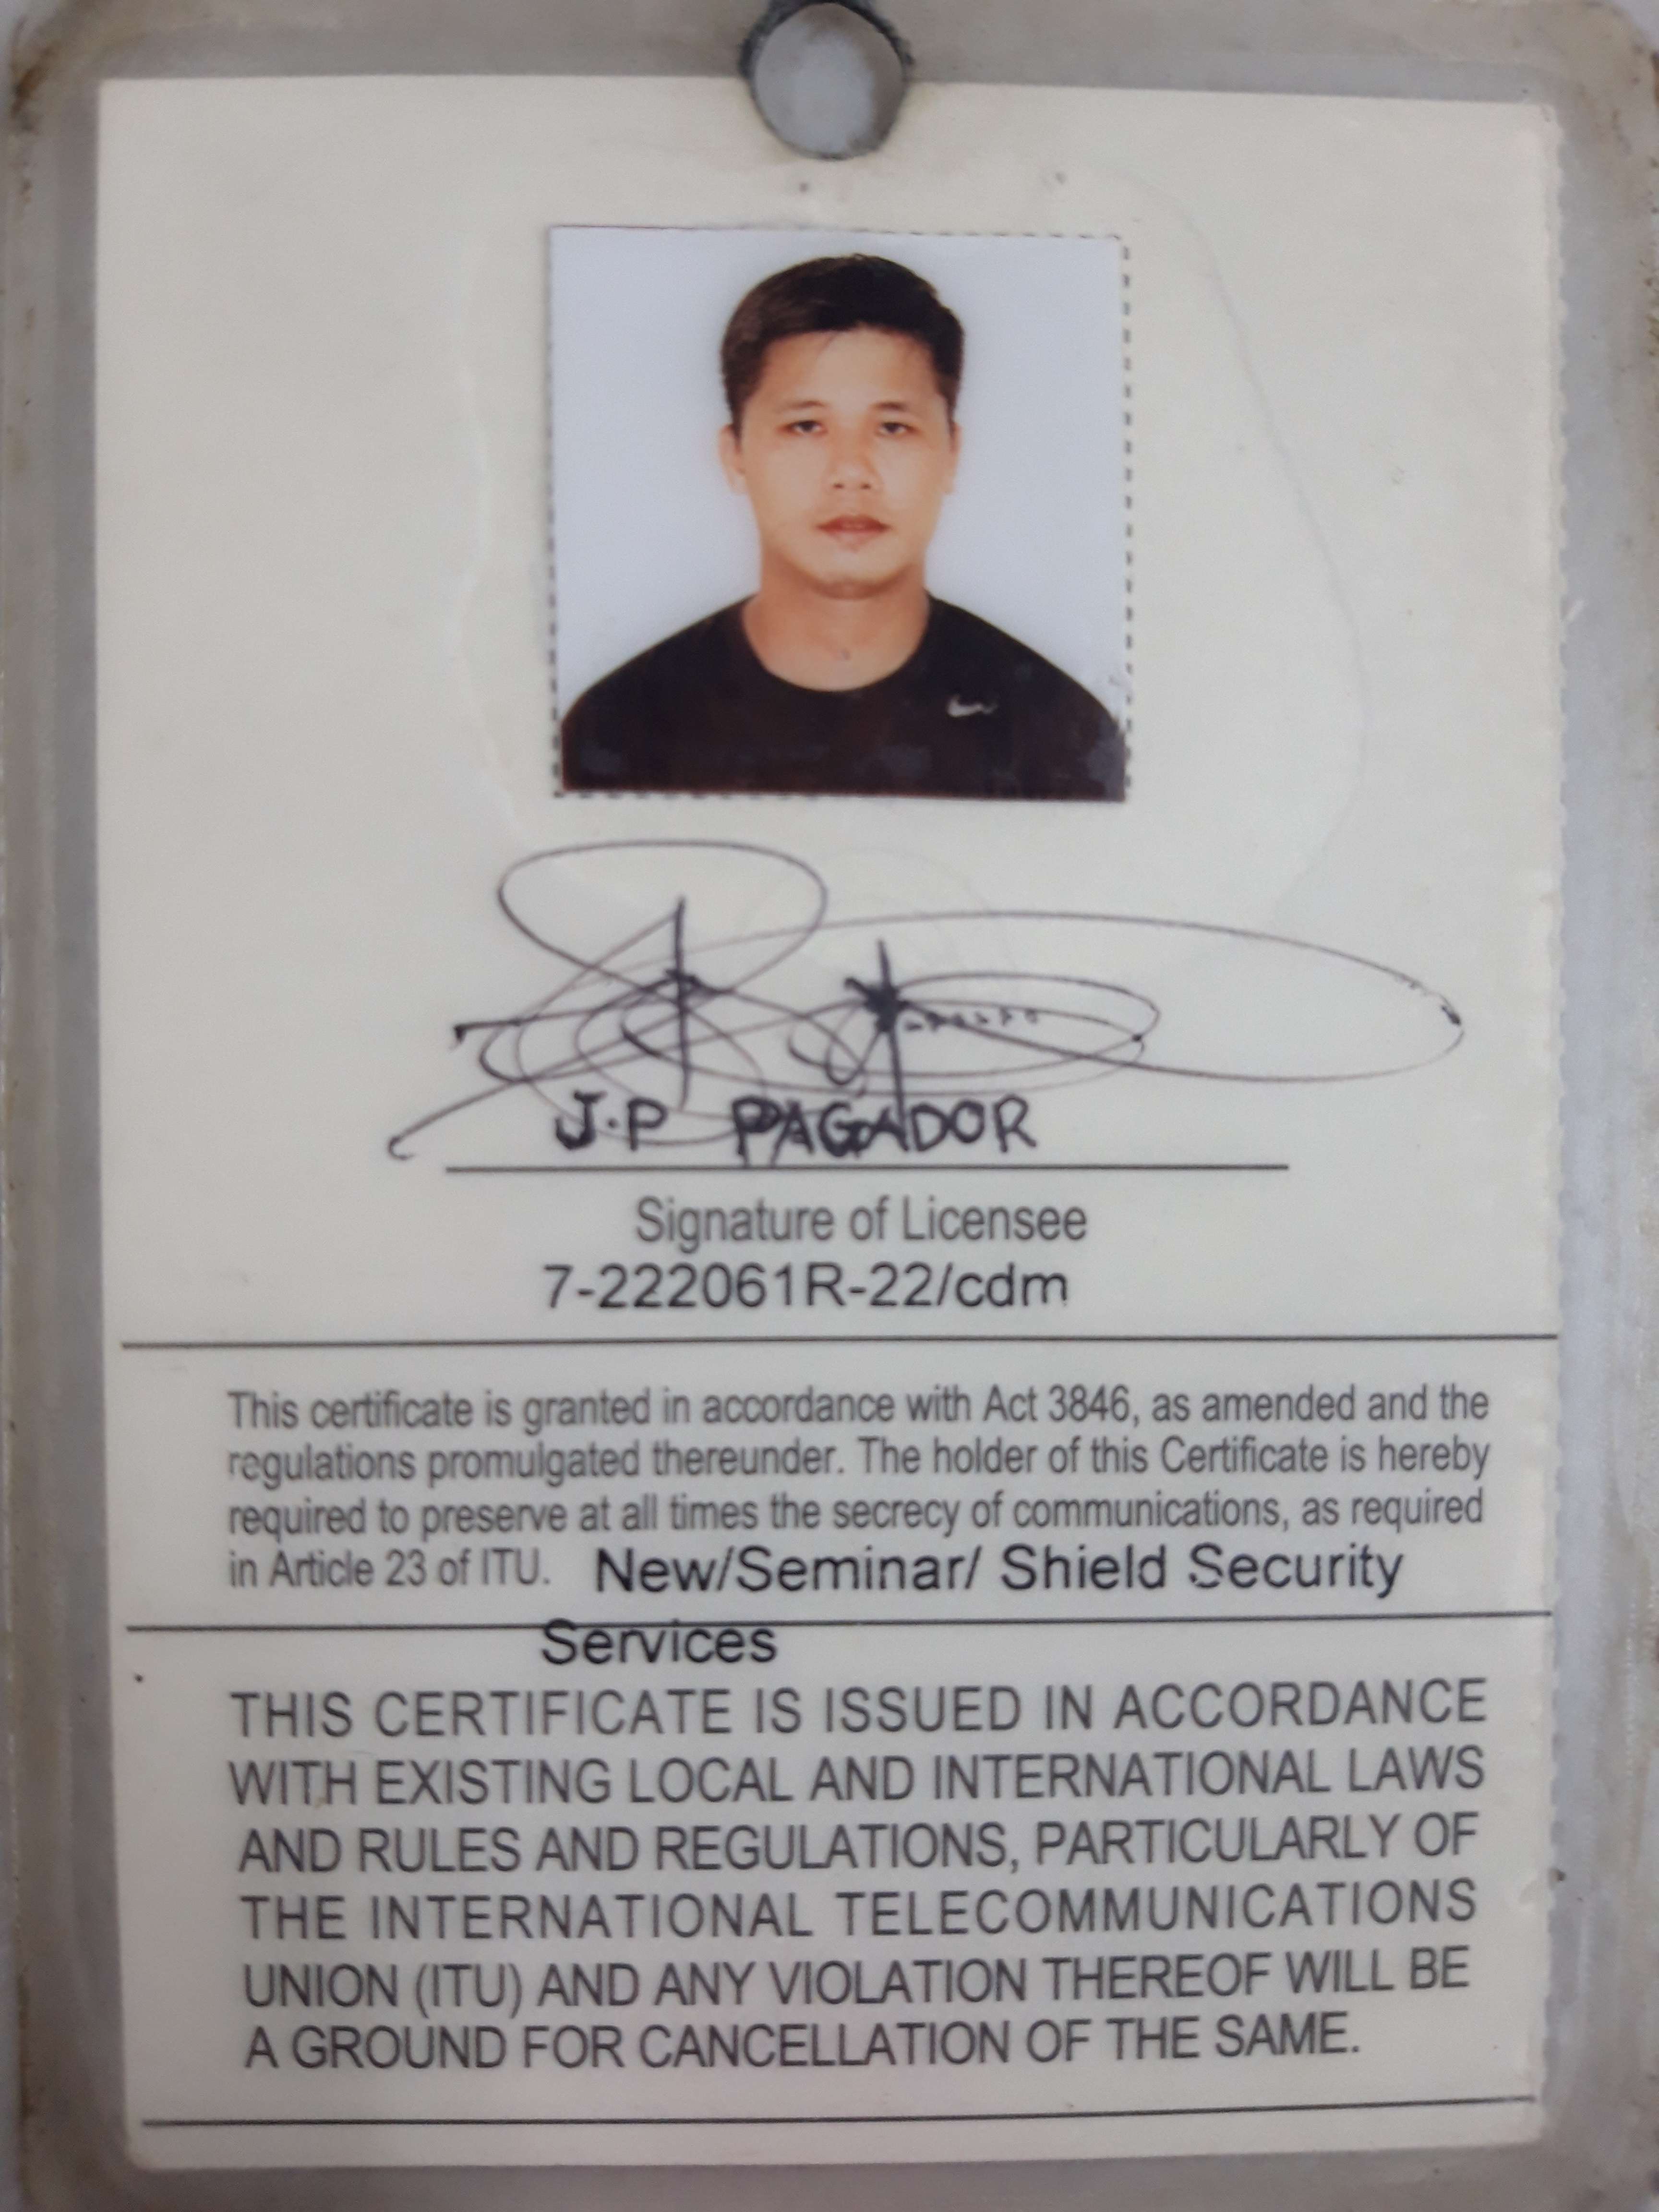 J.P PAGADOR
Signature of Licensee
7-222061R-22/cdm
This certificate is granted in accordance with Act 3846, as amended and the
regulations promulgated thereunder. The holder of this Certificate is hereby
required to preserve at all times the secrecy of communications, as required
in Article 23 of ITU. New/Seminar/ Shield Security
Services
THIS CERTIFICATE IS ISSUED IN ACCORDANCE
WITH EXISTING LOCAL AND INTERNATIONAL LAWS
AND RULES AND REGULATIONS, PARTICULARLY OF
THE INTERNATIONAL TELECOMMUNICATIONS
UNION (ITU) AND ANY VIOLATION THEREOF WILL BE
A GROUND FOR CANCELLATION OF THE SAME.